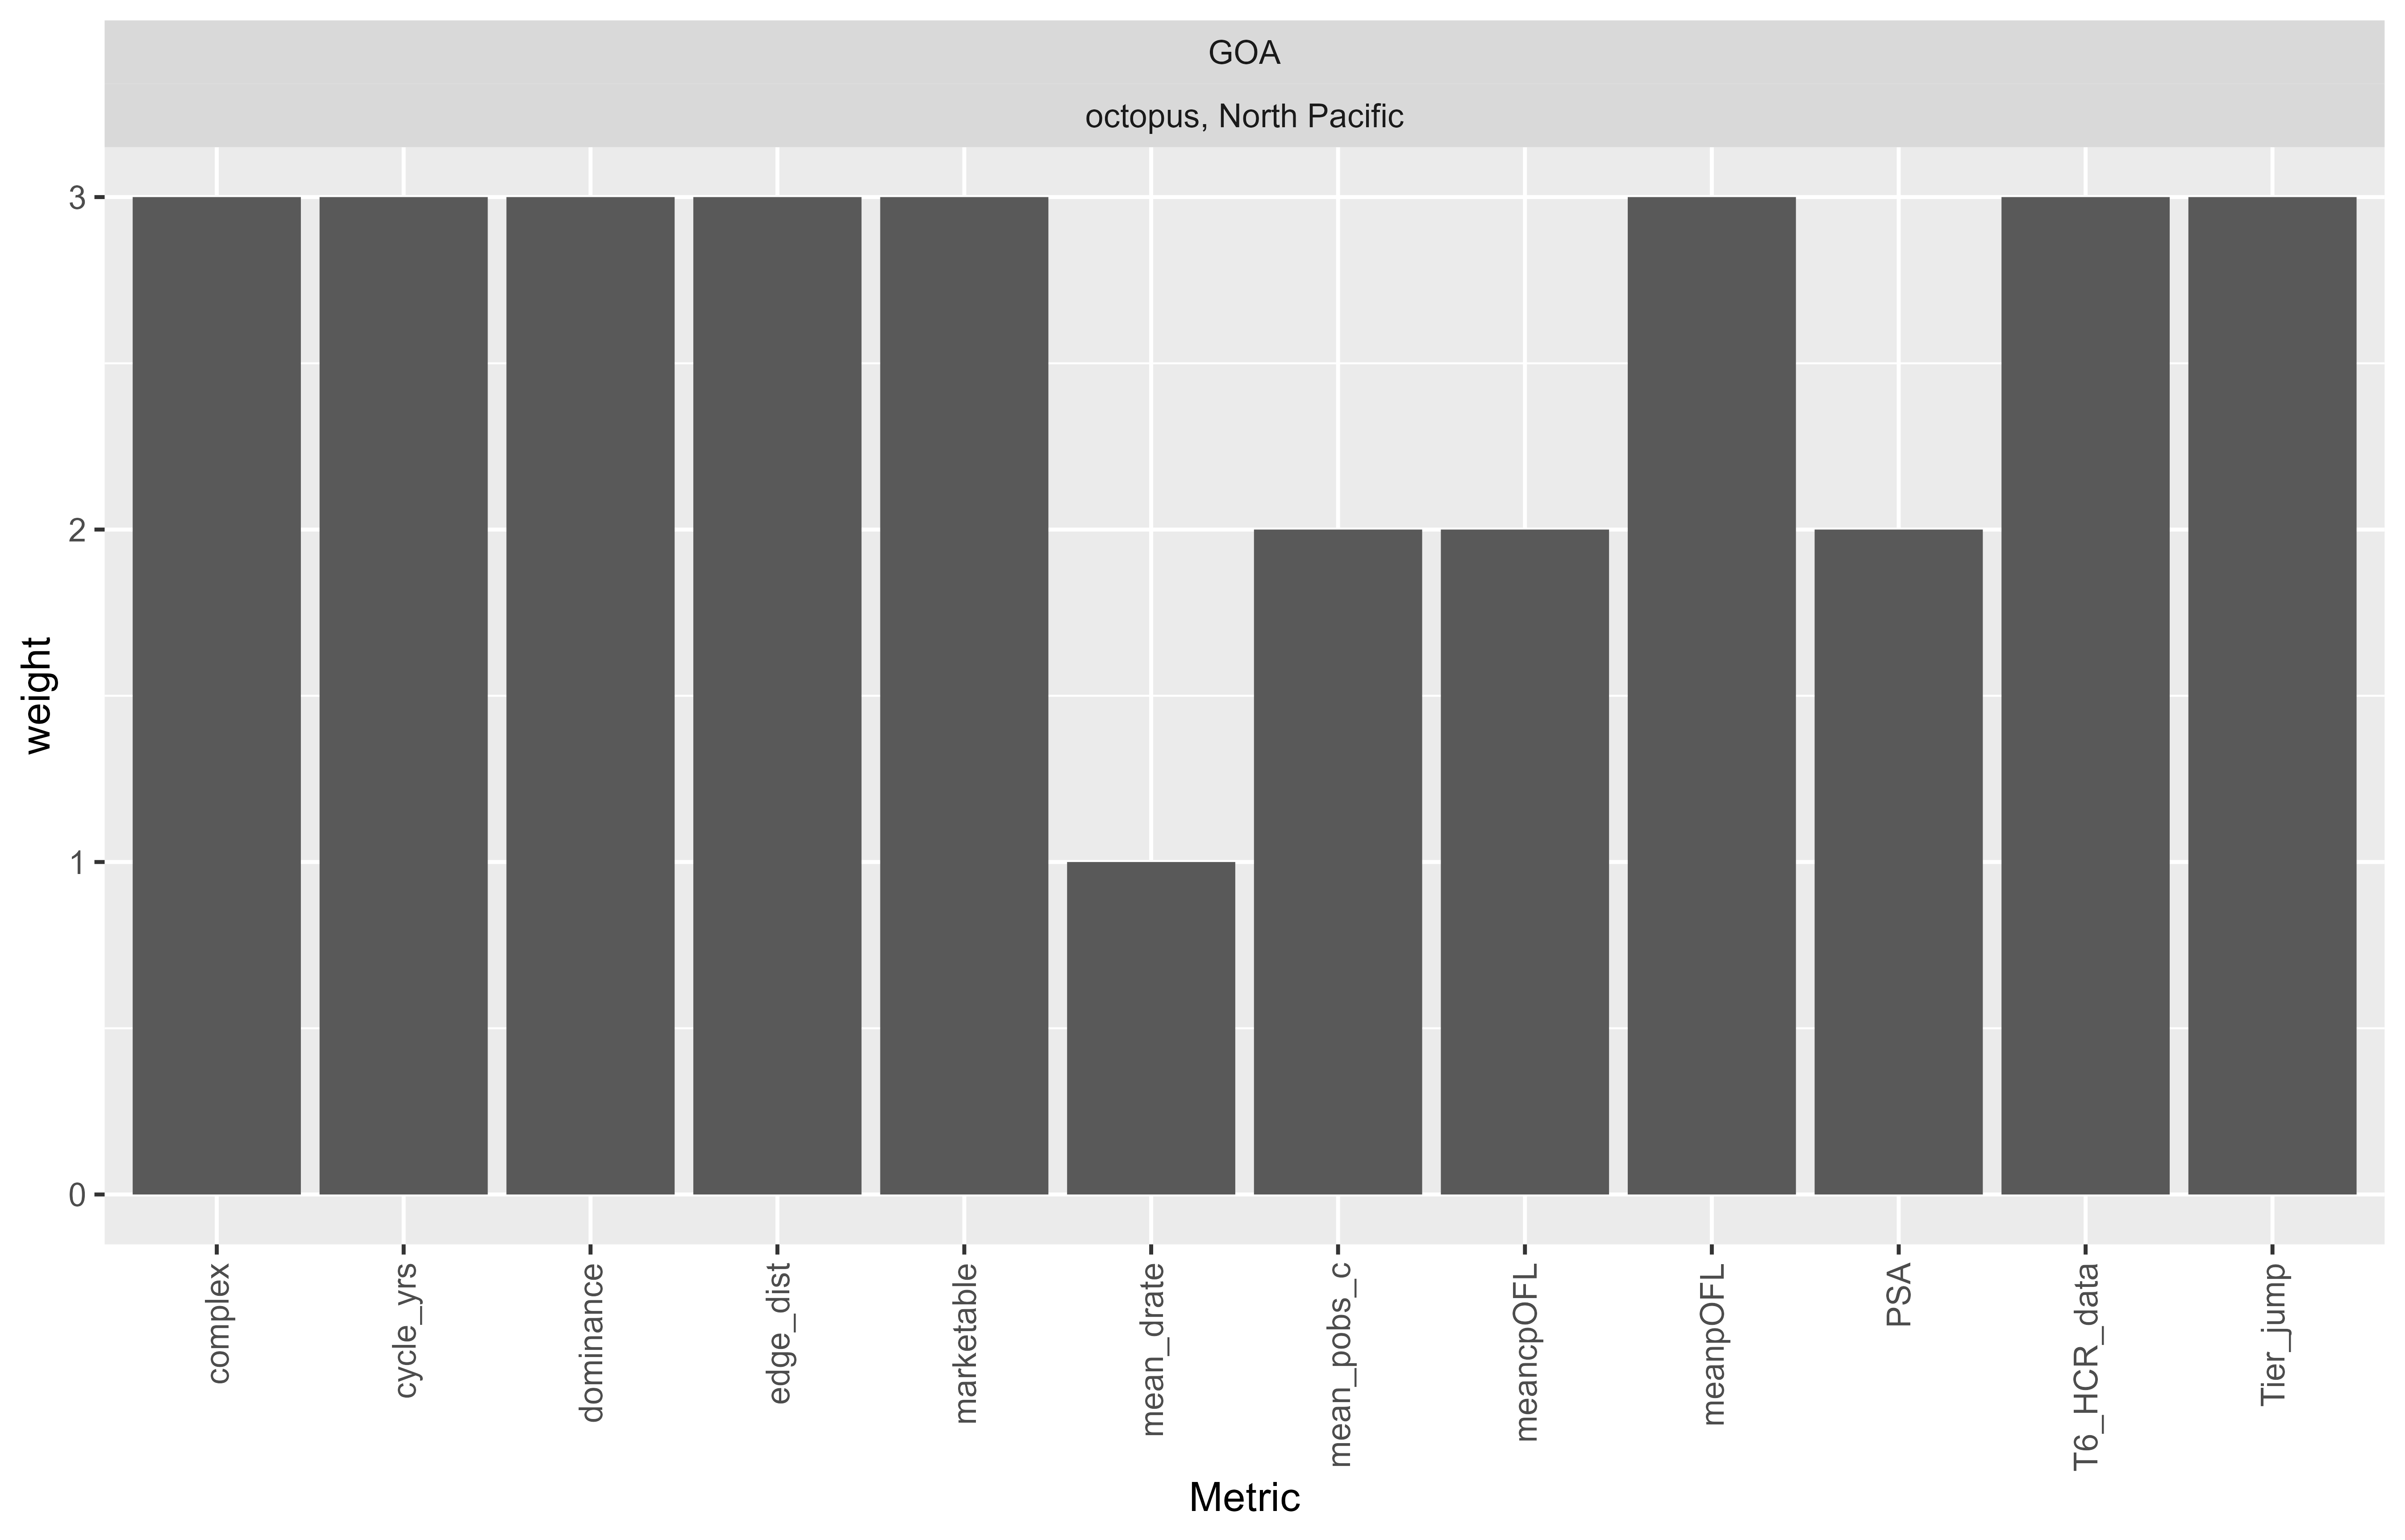 GOA
octopus, North Pacific
weight
3
2
1
0
complex
cycle_yrs
dominance
edge_dist
marketable
mean_drate
mean_pobs_c
meancpOFL
meanpOFL
PSA
T6_HCR_data
Tier_jump
Metric